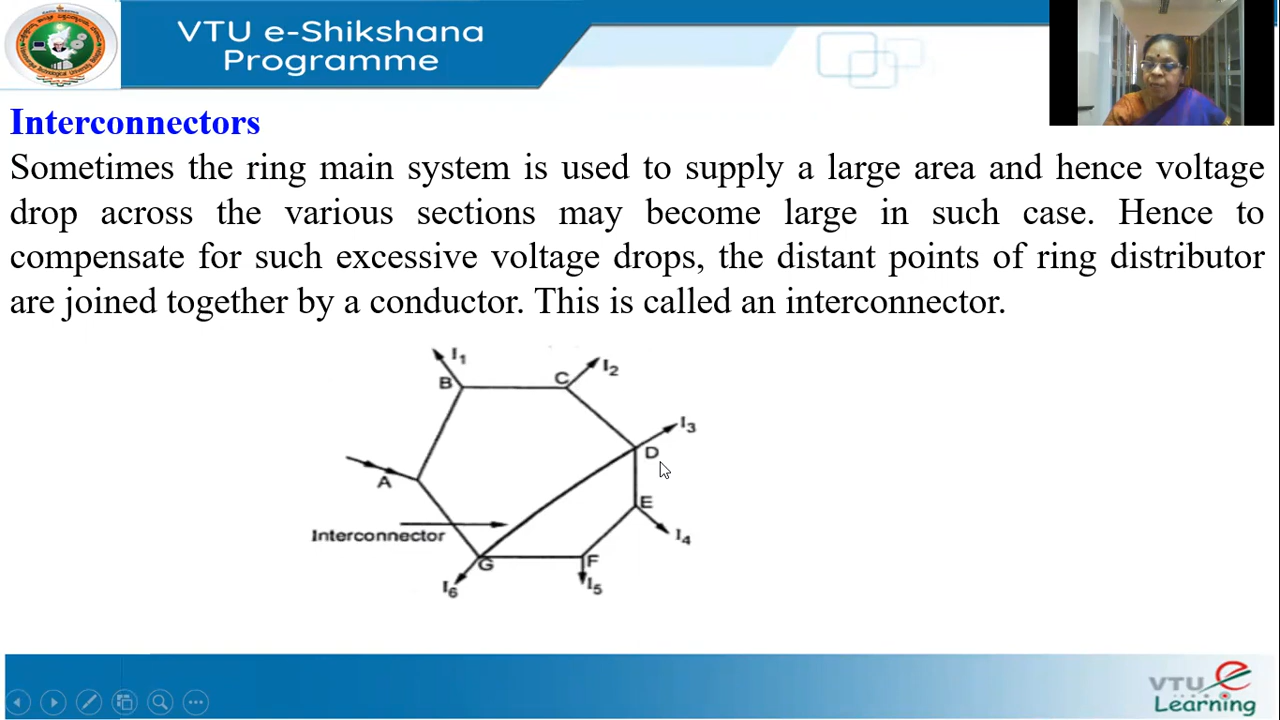 VTU e-Shikshana
Programme
Interconnectors
Sometimes the ring main system is used to supply a large area and hence voltage
drop across the various sections may become large in such case. Hence to
compensate for such excessive voltage drops, the distant points of ring distributor
are joined together by a conductor. This is called an interconnector.
I1
B
C
I2
I3
D
A
E
Interconnector
I4
G
F
I6
I5
VTU e
Learning